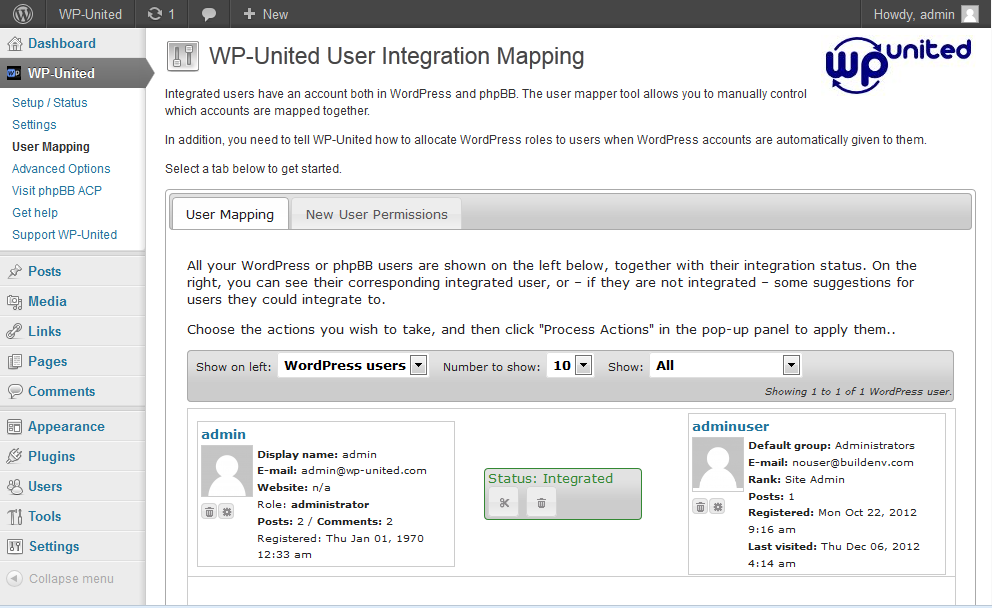 WP-United 1 New Howdy, admin
Dashboard
WP-United
Setup / Status
Settings
User Mapping
Advanced Options
Visit phpBB ACP
Get help
Support WP-United
Posts
Media
Links
Pages
Comments
Appearance
Plugins
Users
Tools
Settings
Collapse menu
WP-United User Integration Mapping
wp united
Integrated users have an account both in WordPress and phpBB. The user mapper tool allows you to manually control
which accounts are mapped together.
In addition, you need to tell WP-United how to allocate WordPress roles to users when WordPress accounts are automatically given to them.
Select a tab below to get started.
User Mapping New User Permissions
All your WordPress or phpBB users are shown on the left below, together with their integration status. On the
right, you can see their corresponding integrated user, or – if they are not integrated – some suggestions for
users they could integrate to.
Choose the actions you wish to take, and then click "Process Actions" in the pop-up panel to apply them..
Show on left: WordPress users Number to show: 10 Show: All
Showing 1 to 1 of 1 WordPress user.
admin
Display name: admin
E-mail: admin@wp-united.com
Website: n/a
Role: administrator
Posts: 2 / Comments: 2
Registered: Thu Jan 01, 1970
12:33 am
Status: Integrated
adminuser
Default group: Administrators
E-mail: nouser@buildenv.com
Rank: Site Admin
Posts: 1
Registered: Mon Oct 22, 2012
9:16 am
Last visited: Thu Dec 06, 2012
4:14 am